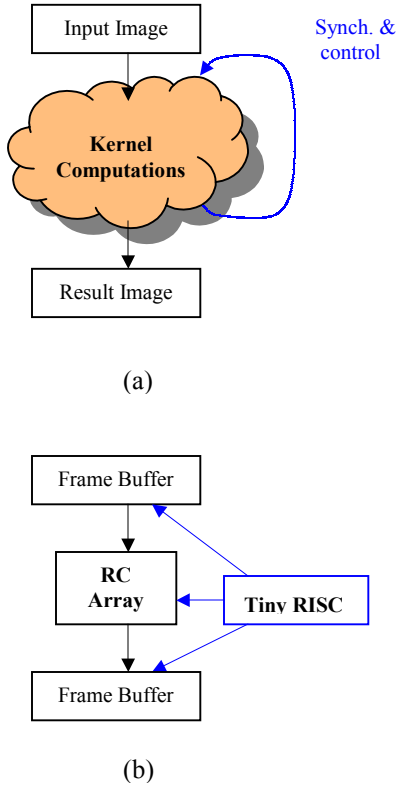 Input Image
Synch. &
control
Kernel
Computations
Result Image
(a)
Frame Buffer
RC
Array
Tiny RISC
Frame Buffer
(b)